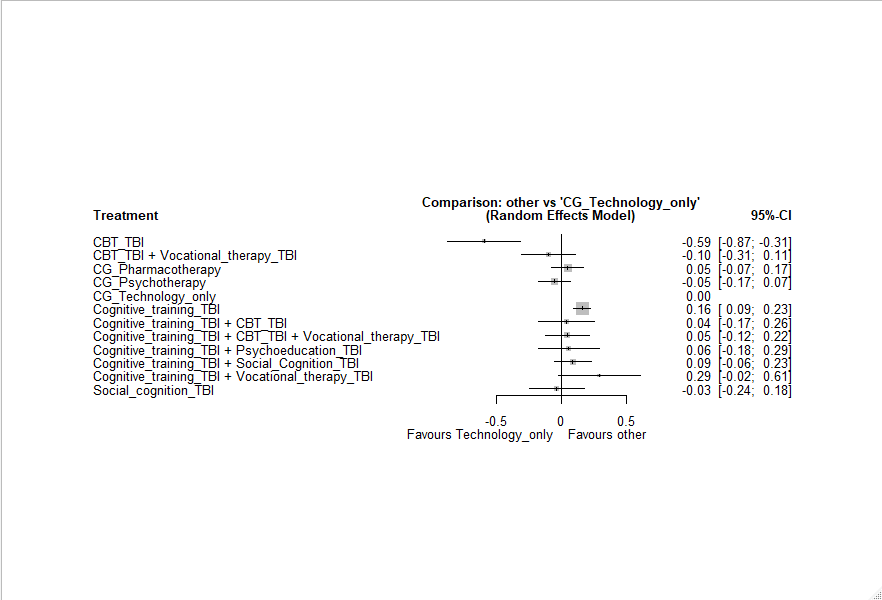 Comparison: other vs 'CG_Technology_only'
Treatment (Random Effects Model) 95%-CI
CBT_TBI -0.59 [-0.87; -0.31]
CBT_TBI + Vocational_therapy_TBI -0.10 [-0.31; 0.11]
CG_Pharmacotherapy 0.05 [-0.07; 0.17]
CG_Psychotherapy -0.05 [-0.17; 0.07]
CG_Technology_only 0.00
Cognitive_training_TBI 0.16 [ 0.09; 0.23]
Cognitive_training_TBI + CBT_TBI 0.04 [-0.17; 0.26]
Cognitive_training_TBI + CBT_TBI + Vocational_therapy_TBI 0.05 [-0.12; 0.22]
Cognitive_training_TBI + Psychoeducation_TBI 0.06 [-0.18; 0.29]
Cognitive_training_TBI + Social_Cognition_TBI 0.09 [-0.06; 0.23]
Cognitive_training_TBI + Vocational_therapy_TBI 0.29 [-0.02; 0.61]
Social_cognition_TBI -0.03 [-0.24; 0.18]
-0.5 0 0.5
Favours Technology_only Favours other